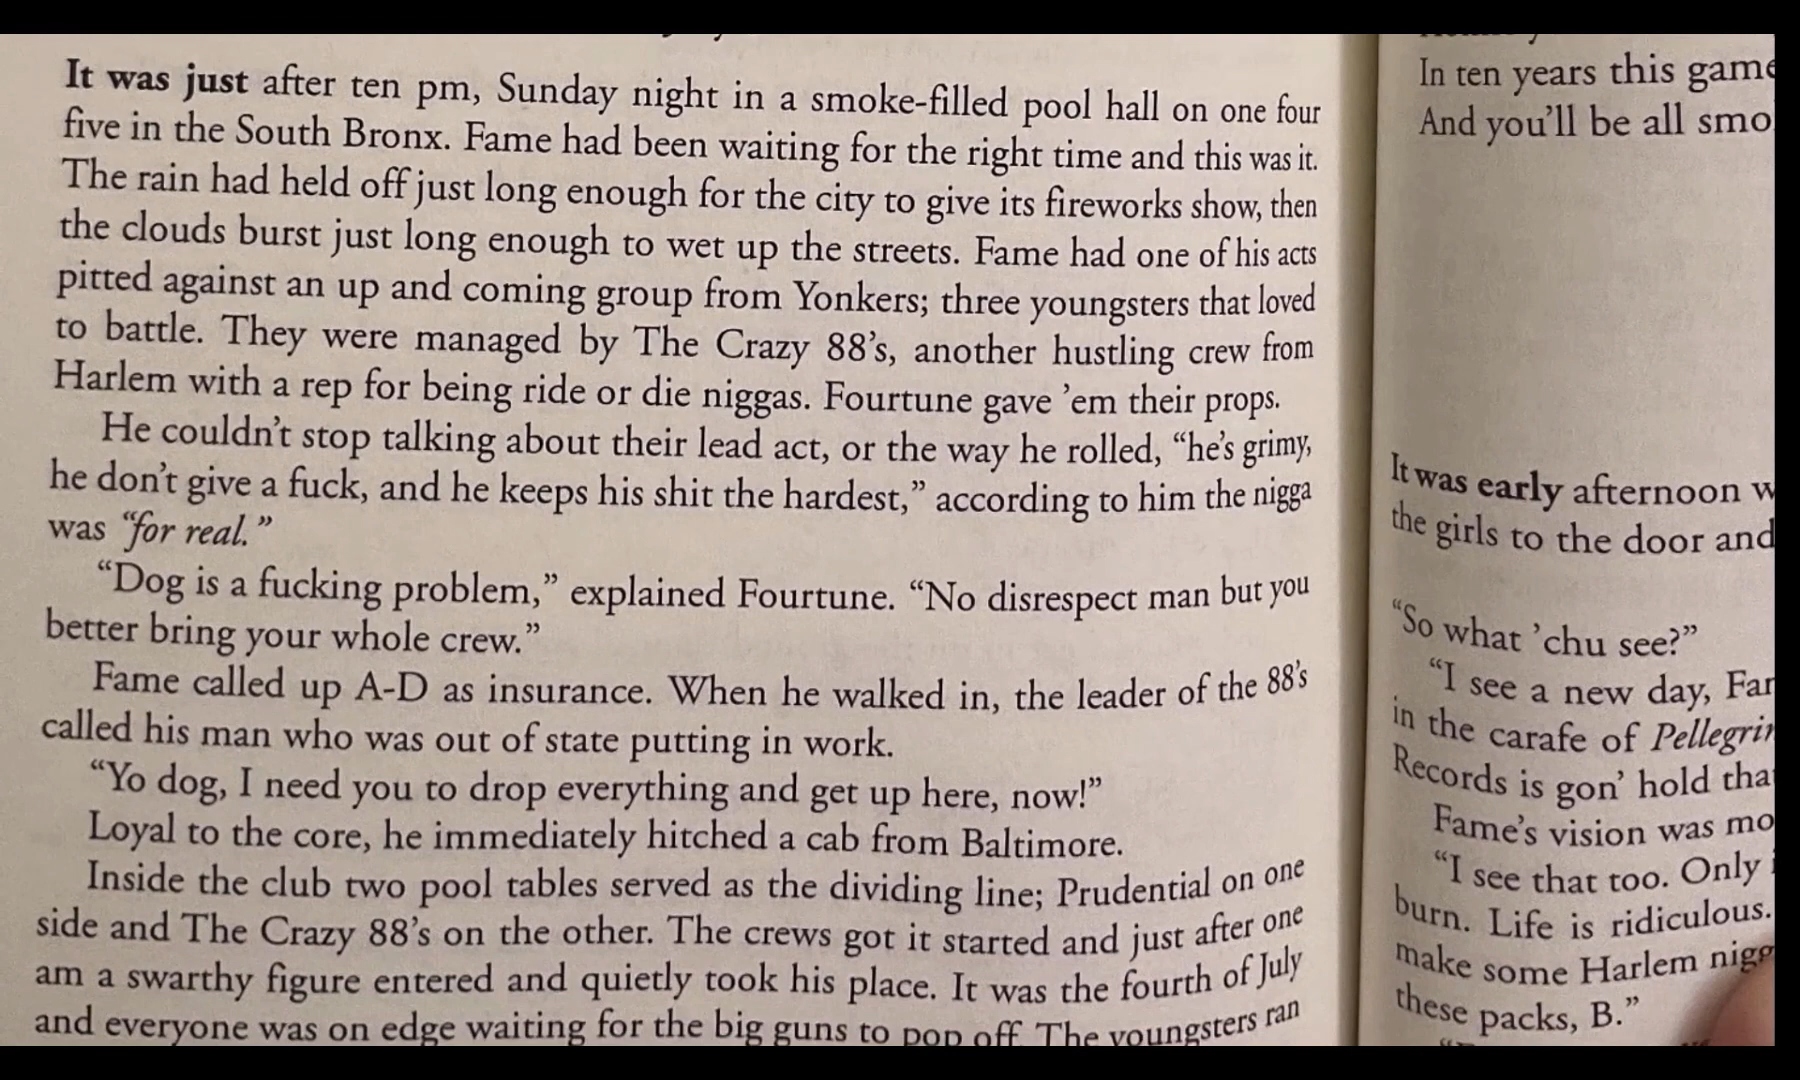 It was just after ten pm, Sunday night in a smoke-filled pool hall on one four
five in the South Bronx. Fame had been waiting for the right time and this was it.
The rain had held off just long enough for the city to give its fireworks show, then
the clouds burst just long enough to wet up the streets. Fame had one of his acts
pitted against an up and coming group from Yonkers; three youngsters that loved
to battle. They were managed by The Crazy 88's, another hustling crew from
Harlem with a rep for being ride or die niggas. Fourtune gave 'em their props.
He couldn't stop talking about their lead act, or the way he rolled, “he's grimy,
he don't give a fuck, and he keeps his shit the hardest,” according to him the nigga
was “for real.”
“Dog is a fucking problem,” explained Fourtune. “No disrespect man but you
better bring your whole crew.”
Fame called up A-D as insurance. When he walked in, the leader of the 88's
called his man who was out of state putting in work.
“Yo dog, I need you to drop everything and get up here, now!”
Loyal to the core, he immediately hitched a cab from Baltimore.
Inside the club two pool tables served as the dividing line; Prudential on one
side and The Crazy 88's on the other. The crews got it started and just after one
am a swarthy figure entered and quietly took his place. It was the fourth of July
and everyone was on edge waiting for the big guns to pop off. The youngsters ran
In ten years this game
And you'll be all smo
It was early afternoon w
the girls to the door and
“So what 'chu see?”
“I see a new day, Far
in the carafe of Pellegrin
Records is gon' hold tha
Fame's vision was mo
“I see that too. Only
burn. Life is ridiculous.
make some Harlem nigg
these packs, B.”